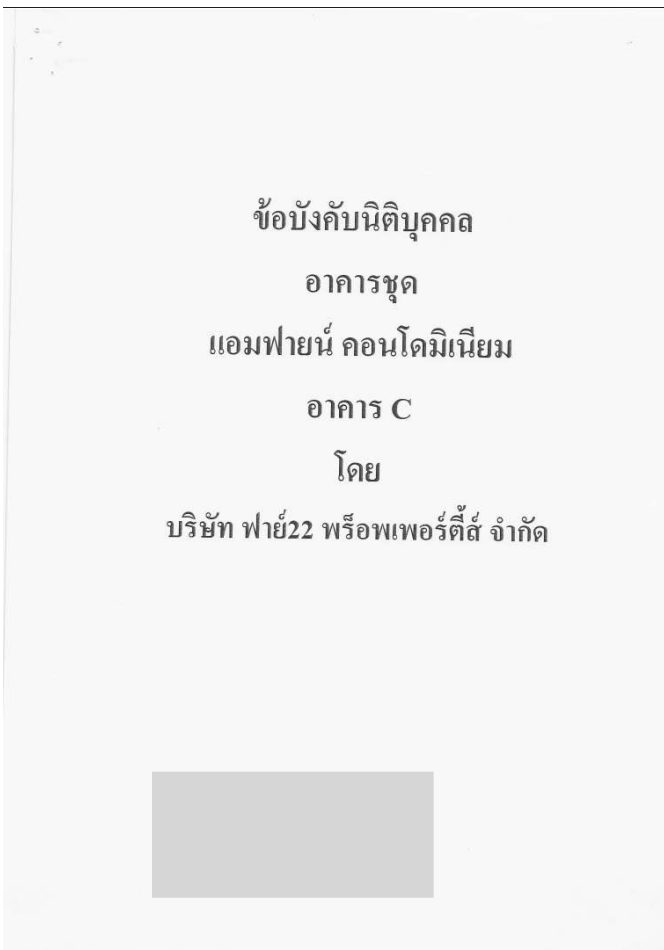 ข้อบังคับนิติบุคคล
อาคารชุด
แอมฟายน์ คอนโดมิเนียม
อาคาร C
โดย
บริษัท ฟาย์22 พร็อพเพอร์ตี้ส์ จำกัด